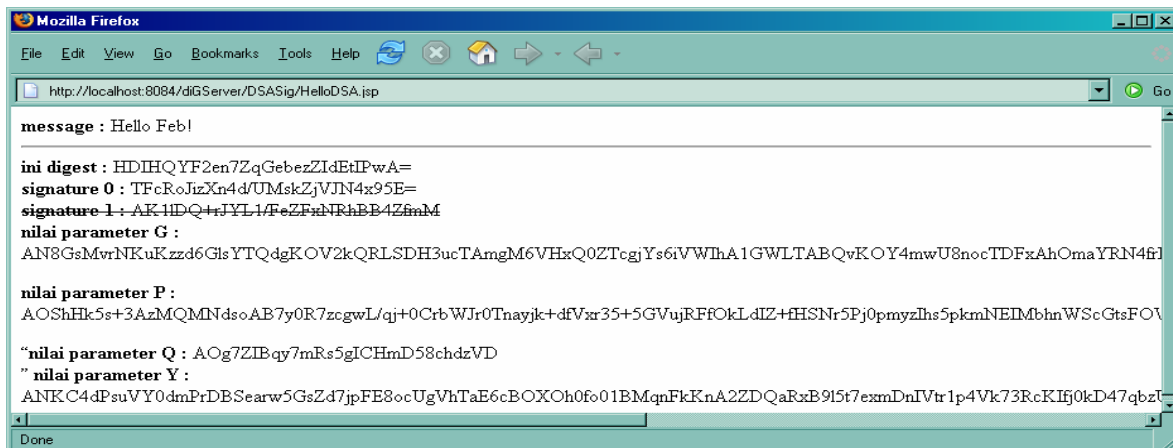 Mozilla Firefox
File Edit View Go Bookmarks Tools Help
http://localhost:8084/diGServer/DSASig/HelloDSA.jsp Go
message : Hello Feb!
ini digest : HDIHQYF2en7ZqGebezZIdEtIPwA=
signature 0 : TFcRoJizXn4d/UMskZjVJN4x95E=
signature 1 : AK1lDQ+rJYL1/FeZFxNRhBB4ZfmM
nilai parameter G :
AN8GsMvrNKuKzzd6GlsYTQdgKOV2kQRLSDH3ucTAmgM6VHxQ0ZTcgjYs6iVWIhA1GWLTABQvKOY4mwU8nocTDFxAhOmaYRN4frI
nilai parameter P :
AOShHk5s+3AzMQMNdsoAB7y0R7zcgwL/qj+0CrbWJr0Tnayjk+dfVxr35+5GVujRFfOkLdIZ+fHSNr5Pj0pmyzIhs5pkmNEIMbhnWScGtsFOV
“nilai parameter Q : AOg7ZIBqy7mRs5gICHmD58chdzVD
” nilai parameter Y :
ANKC4dPsuVY0dmPrDBSearw5GsZd7jpFE8ocUgVhTaE6cBOXOh0fo01BMqnFkKnA2ZDQaRxB9l5t7exmDnIVtr1p4Vk73RcKIfj0kD47qbzU
Done